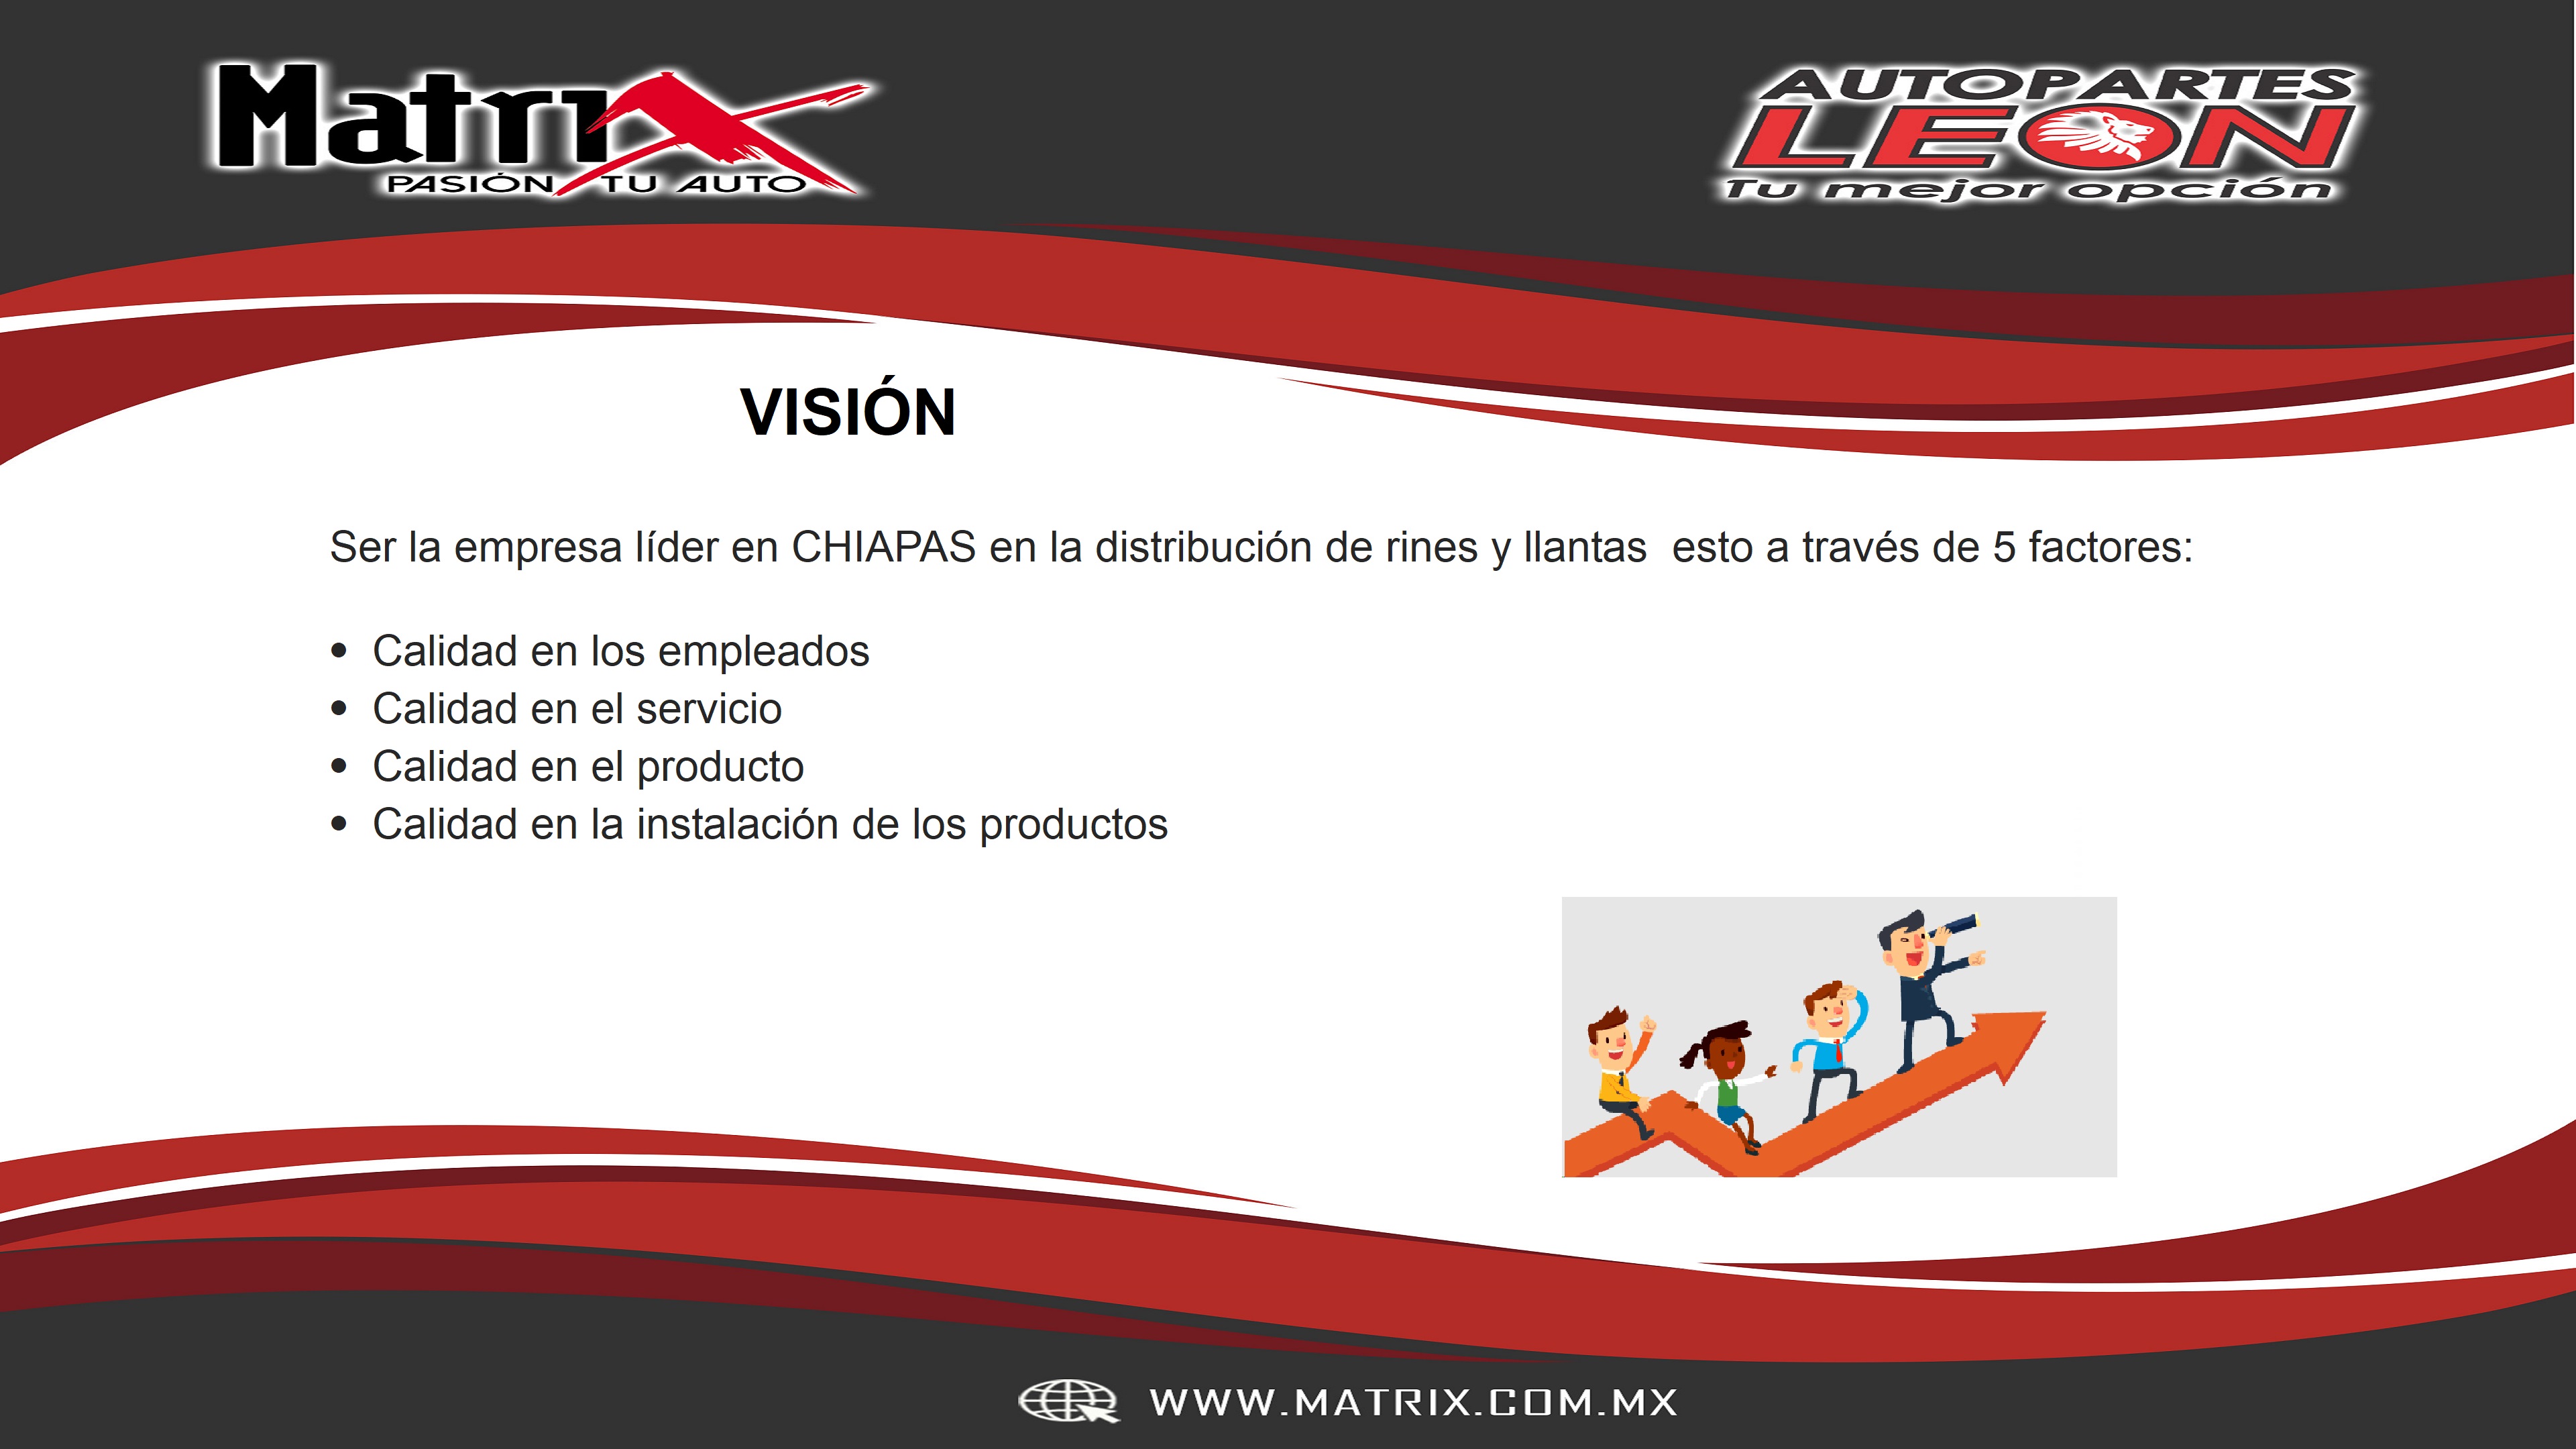 Matrix
PASIÓN TU AUTO
AUTOPARTES
LEON
Tu mejor opción
VISIÓN
Ser la empresa líder en CHIAPAS en la distribución de rines y llantas  esto a través de 5 factores:
• Calidad en los empleados
• Calidad en el servicio
• Calidad en el producto
• Calidad en la instalación de los productos
WWW.MATRIX.COM.MX